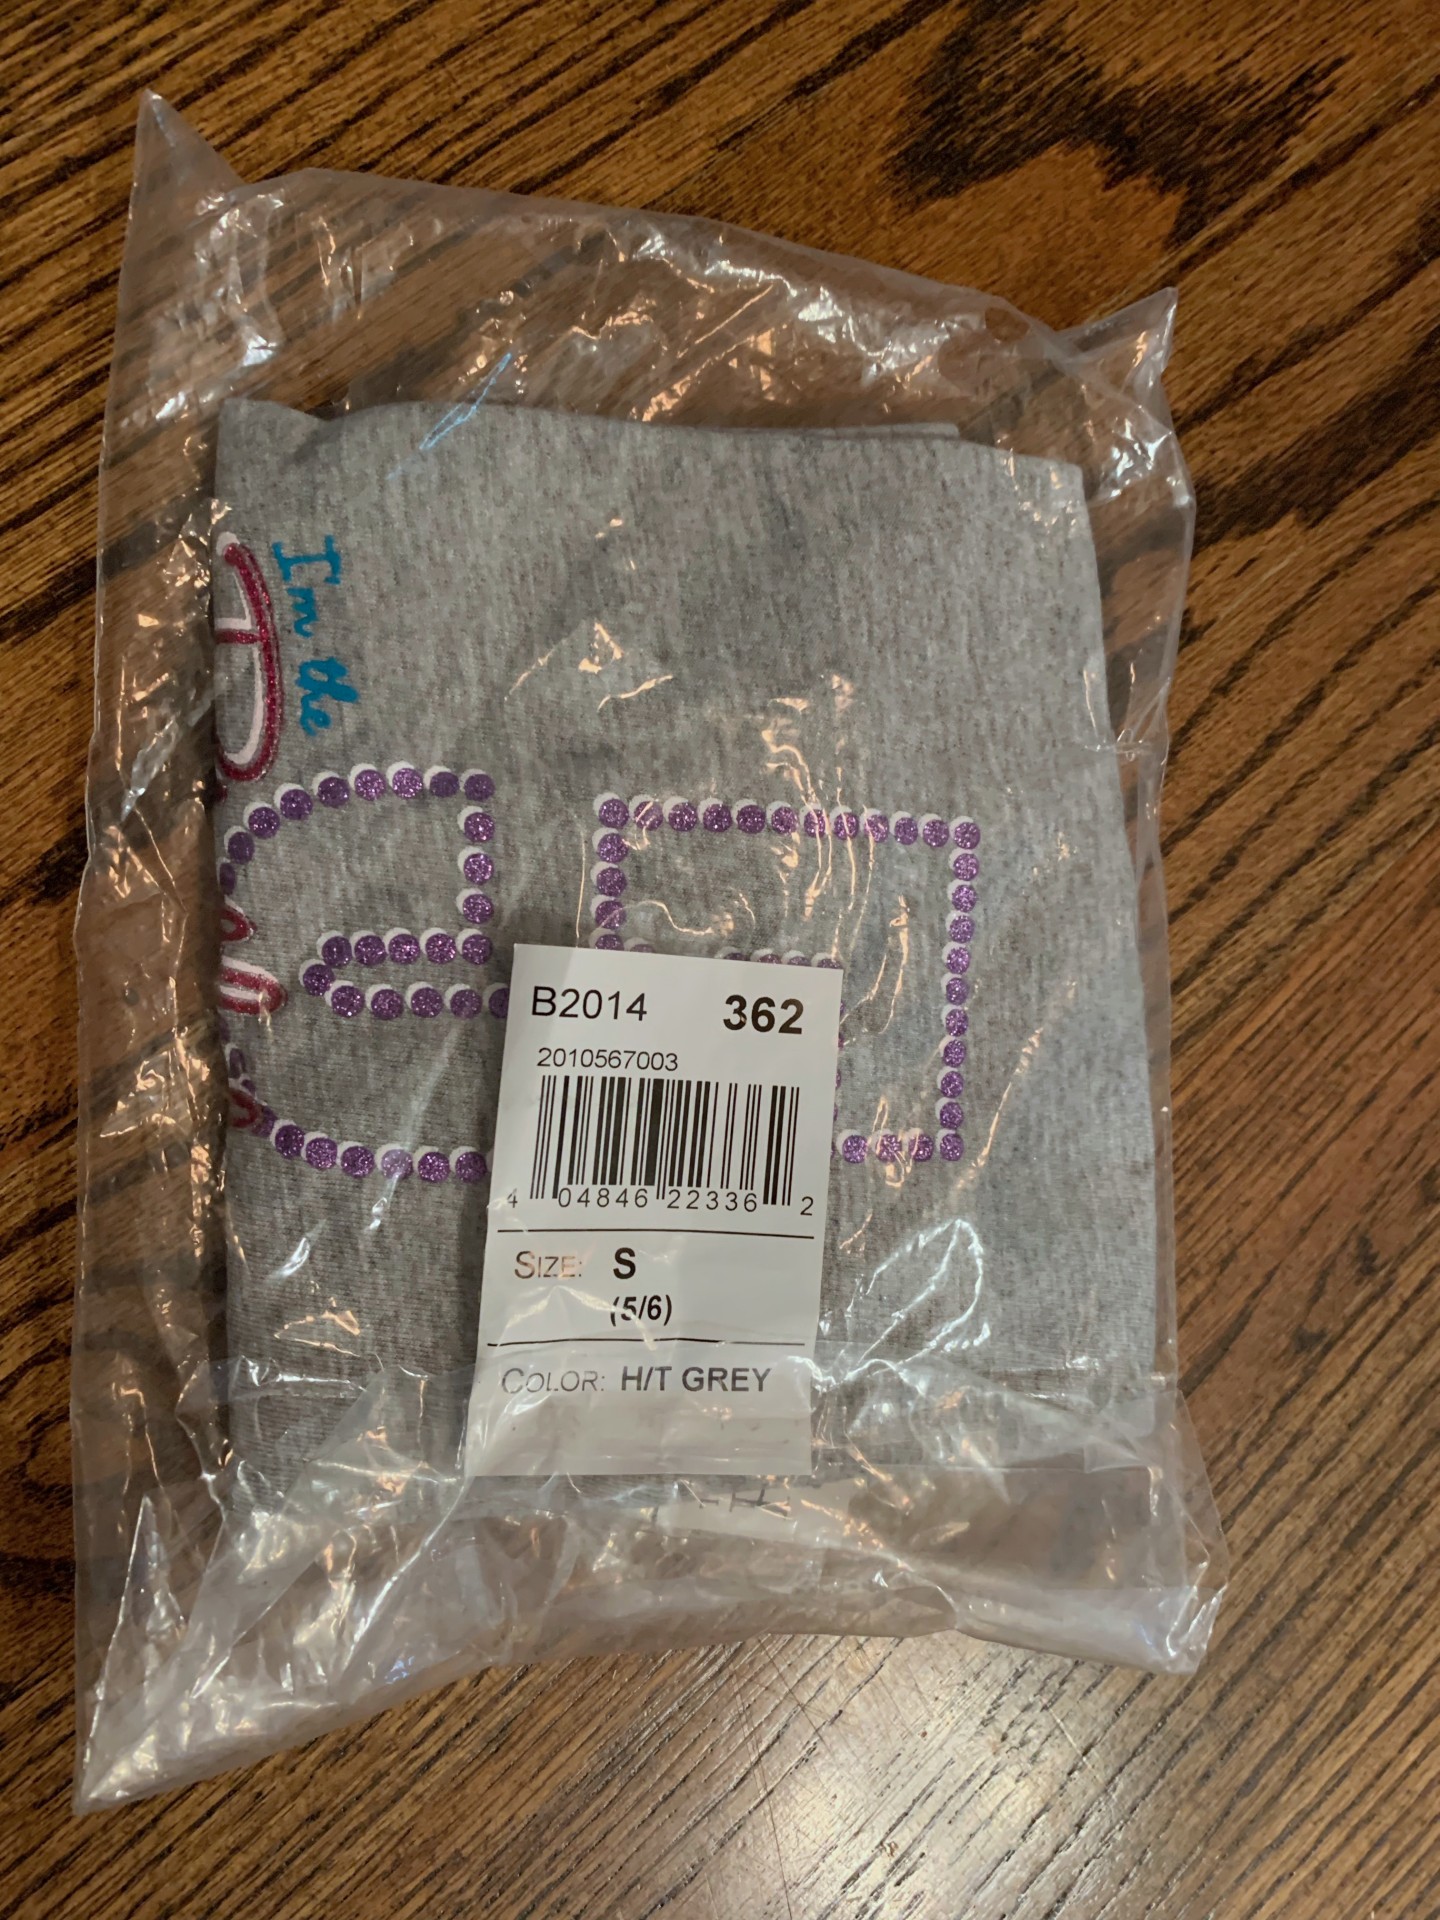 I'm the
B2014 362
2010567003
4 04846 22336 2
SIZE: S
(5/6)
COLOR: H/T GREY